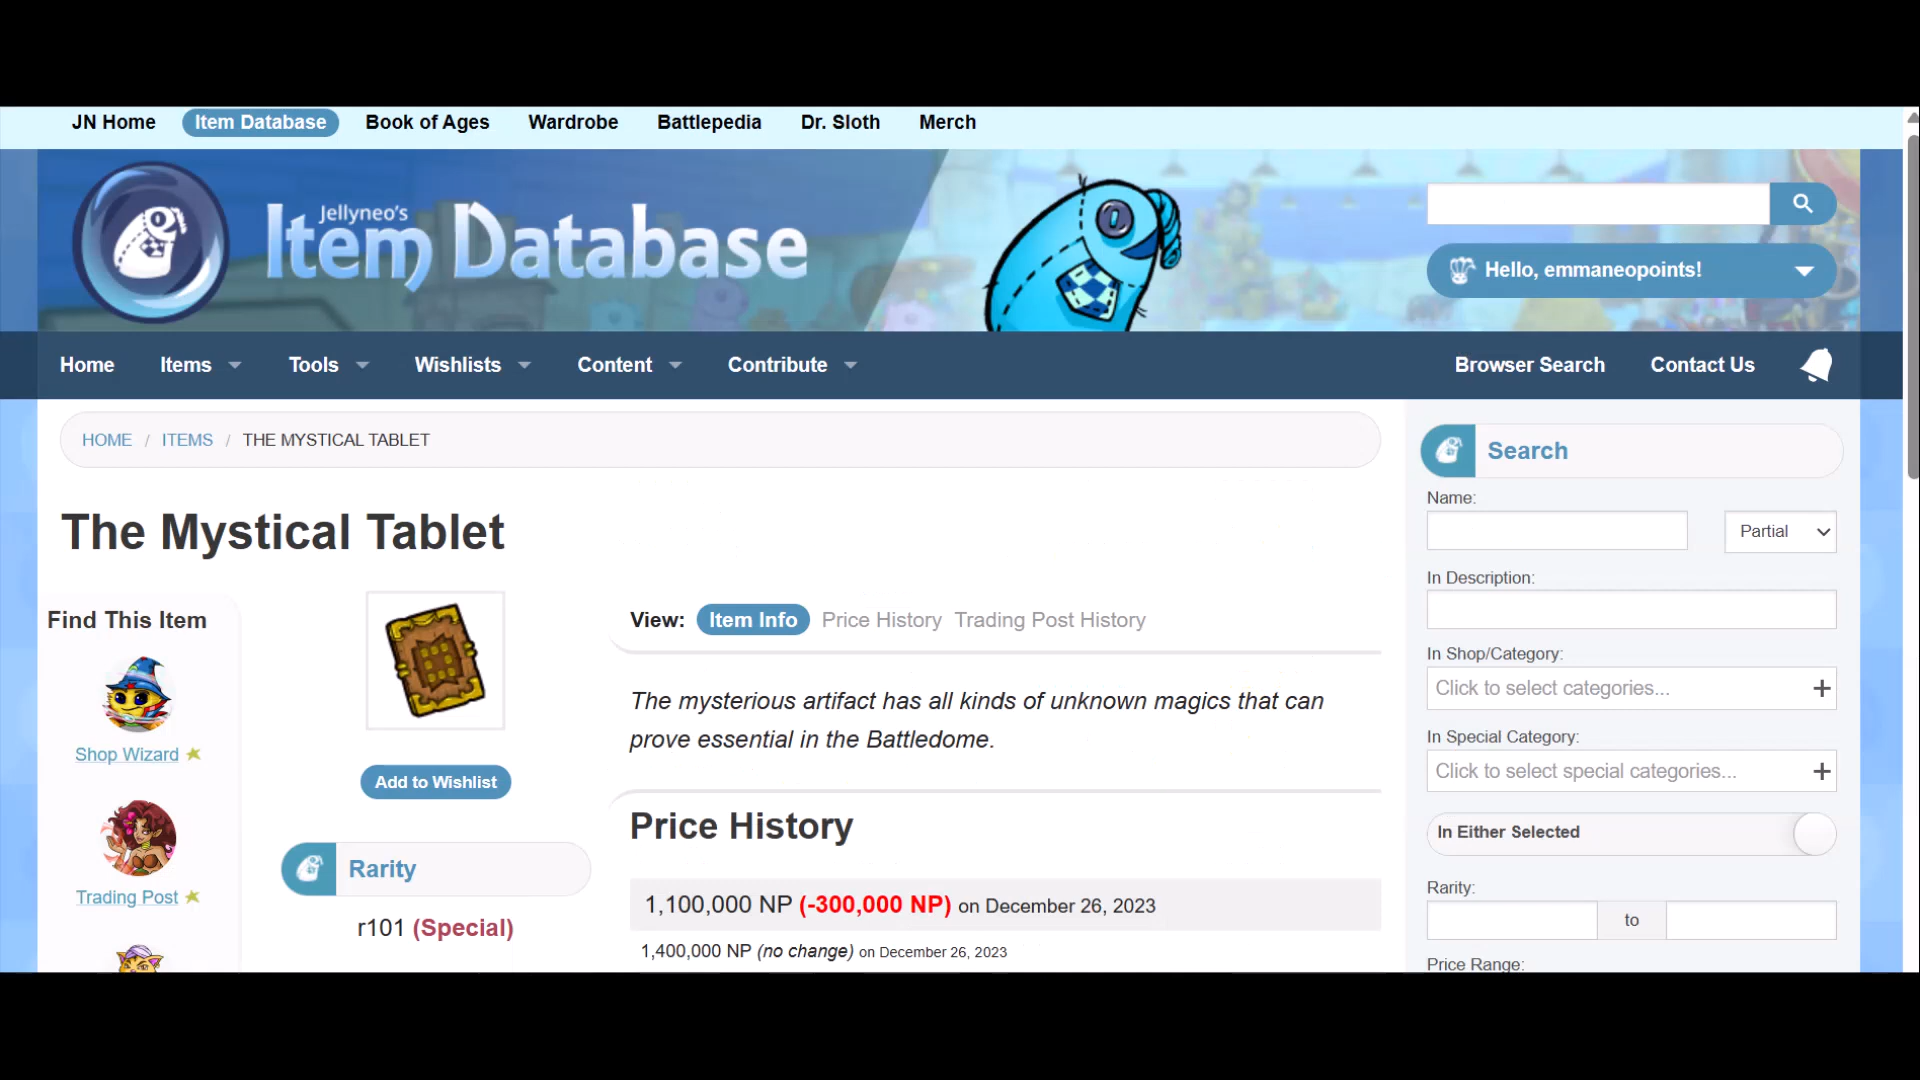 JN Home Item Database Book of Ages Wardrobe Battlepedia Dr. Sloth Merch
Jellyneo's
Item Database
Hello, emmaneopoints!
Home Items Tools Wishlists Content Contribute Browser Search Contact Us
HOME / ITEMS / THE MYSTICAL TABLET
The Mystical Tablet
Find This Item
Shop Wizard
Trading Post
Add to Wishlist
Rarity
r101 (Special)
View: Item Info Price History Trading Post History
The mysterious artifact has all kinds of unknown magics that can
prove essential in the Battledome.
Price History
1,100,000 NP (-300,000 NP) on December 26, 2023
1,400,000 NP (no change) on December 26, 2023
Search
Name:
Partial
In Description:
In Shop/Category:
Click to select categories... +
In Special Category:
Click to select special categories... +
In Either Selected
Rarity:
to
Price Range: